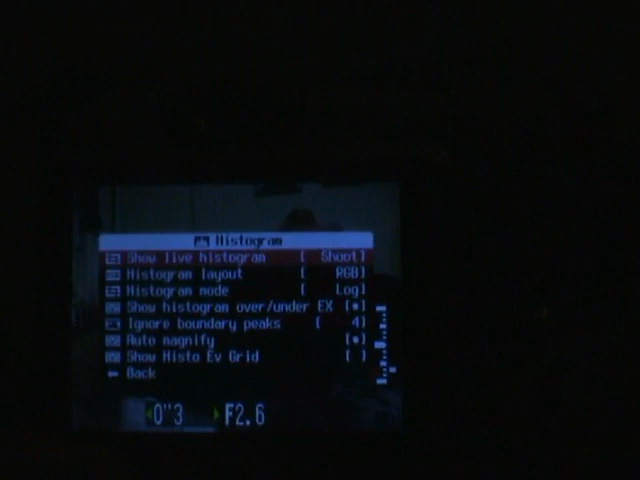 Histogram
Show live histogram [ Shoot]
Histogram layout [ RGB]
Histogram mode [ Log]
Show histogram over/under EX [•]
Ignore boundary peaks [ 4]
Auto magnify [•]
Show Histo Ev Grid [ ]
Back
0"3 F2.6